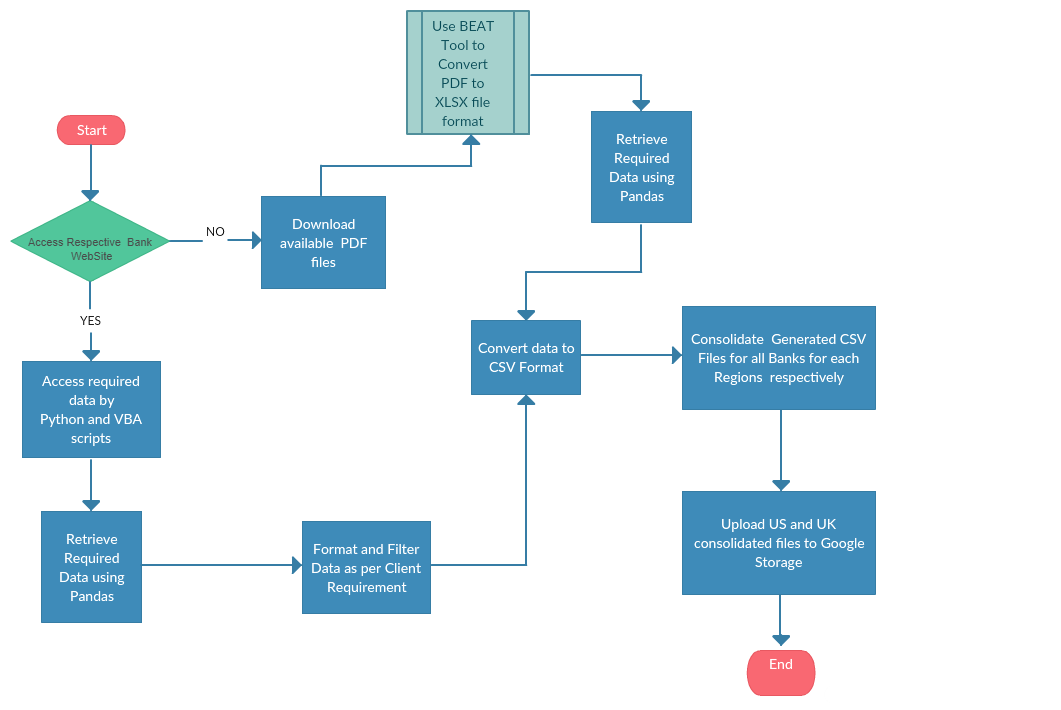 Use BEAT
Tool to
Convert
PDF to
XLSX file
format
Start
Retrieve
Required
Data using
Pandas
Access Respective Bank
WebSite
NO
Download
available PDF
files
YES
Convert data to
CSV Format
Consolidate Generated CSV
Files for all Banks for each
Regions respectively
Access required
data by
Python and VBA
scripts
Retrieve
Required
Data using
Pandas
Format and Filter
Data as per Client
Requirement
Upload US and UK
consolidated files to Google
Storage
End